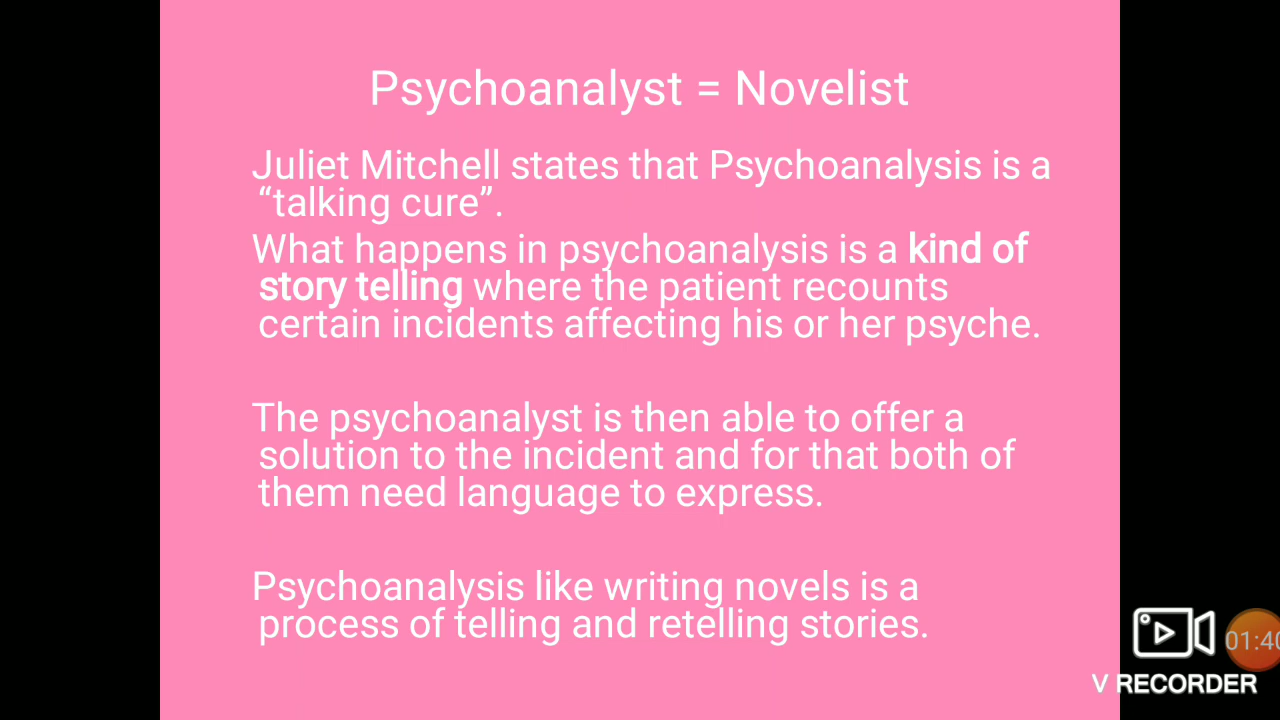 Psychoanalyst = Novelist
Juliet Mitchell states that Psychoanalysis is a
“talking cure”.
What happens in psychoanalysis is a kind of
story telling where the patient recounts
certain incidents affecting his or her psyche.
The psychoanalyst is then able to offer a
solution to the incident and for that both of
them need language to express.
Psychoanalysis like writing novels is a
process of telling and retelling stories.
01:40
V RECORDER